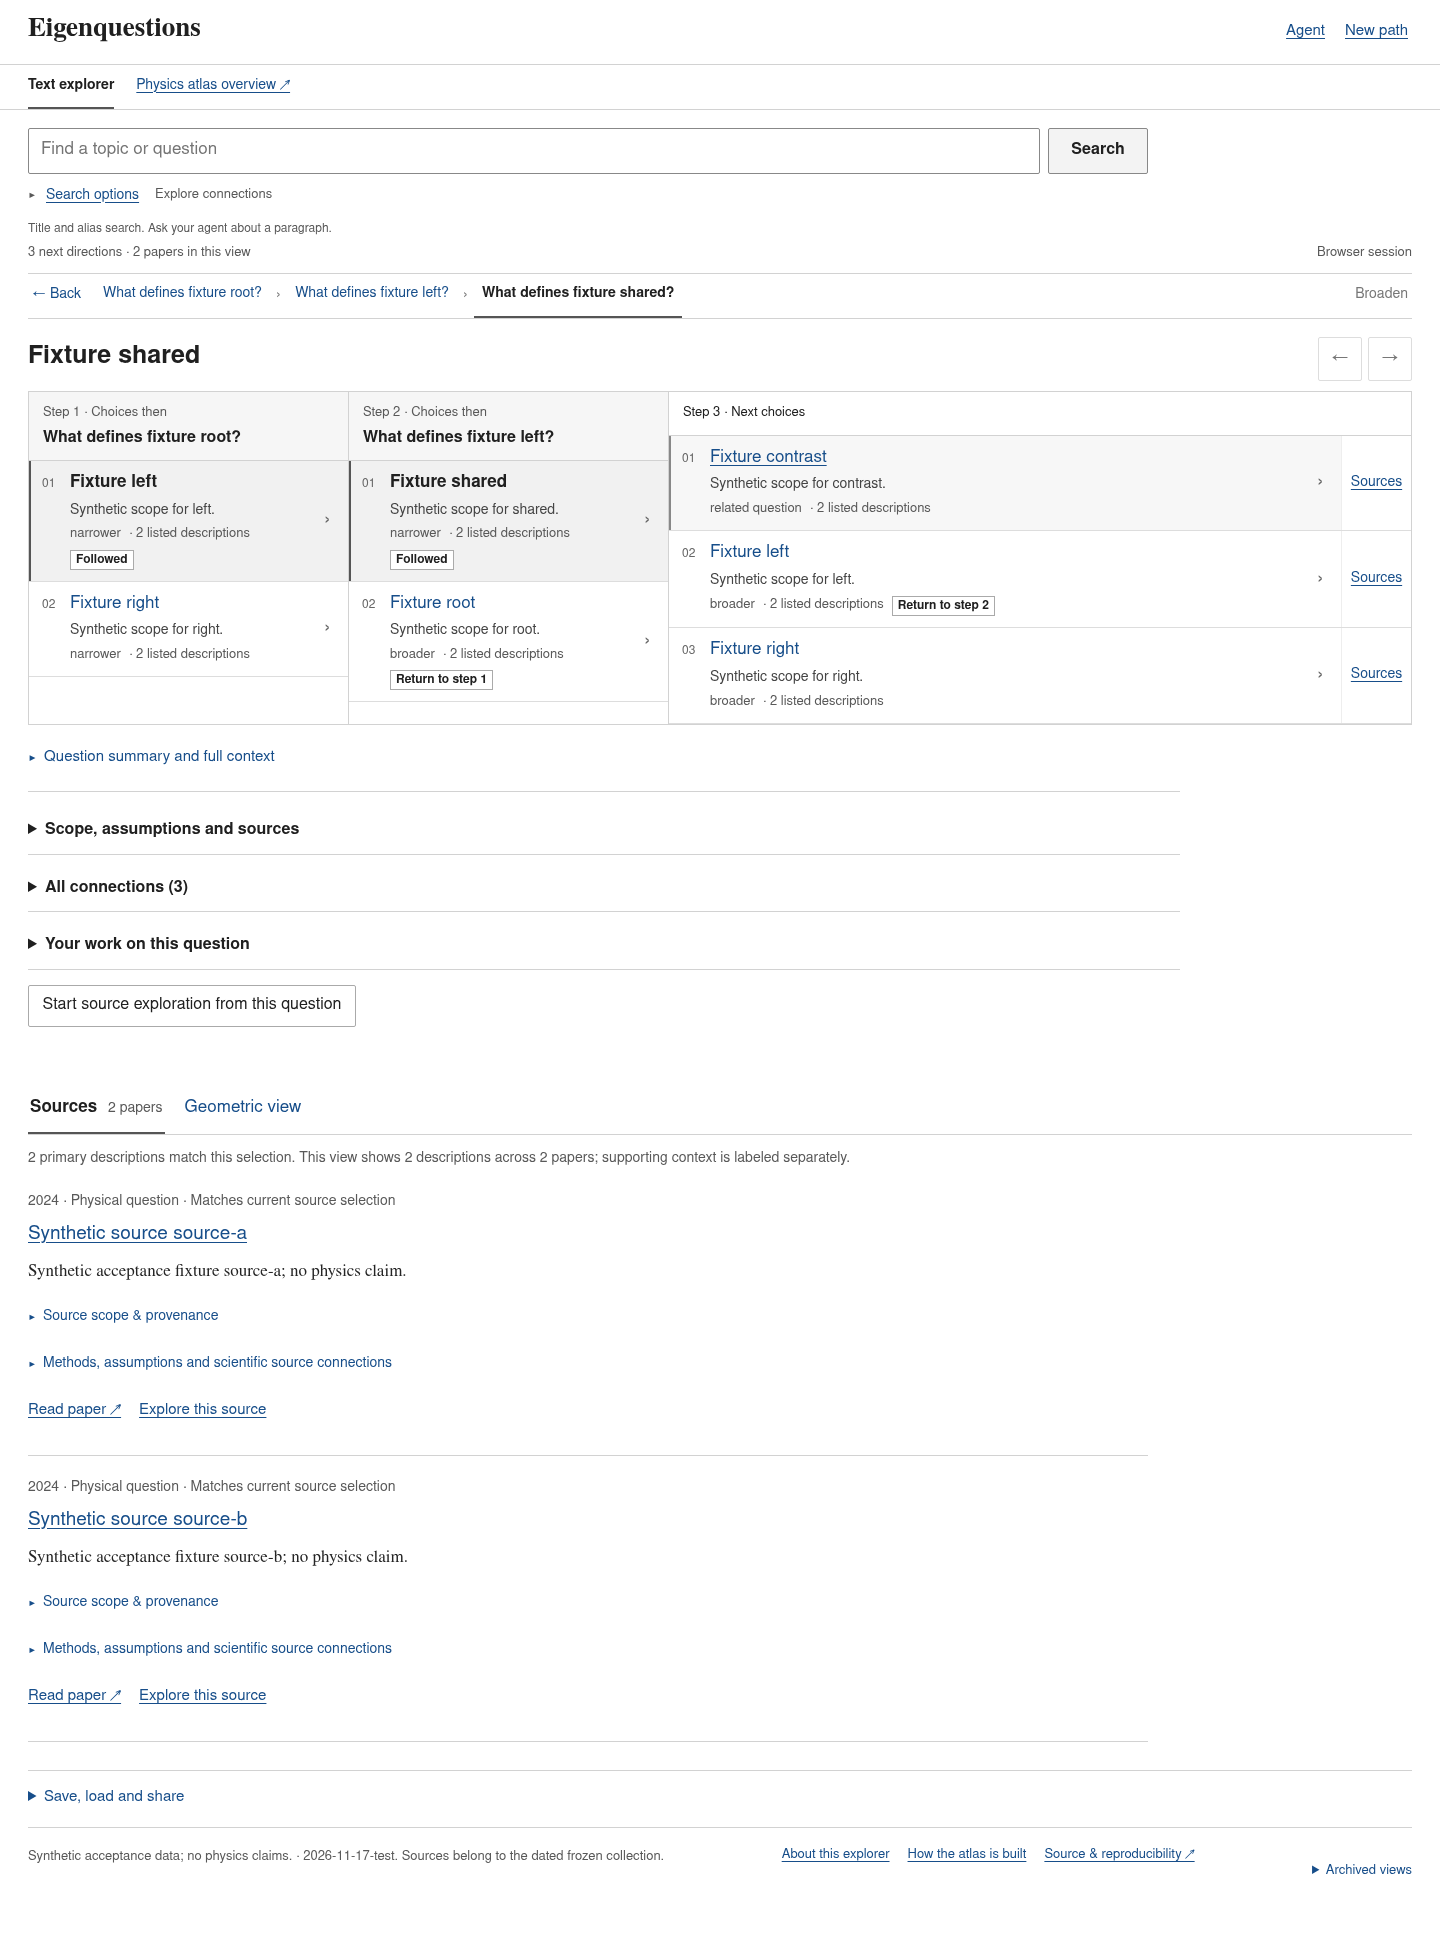 Eigenquestions
Agent New path
Text explorer Physics atlas overview ↗
Find a topic or question Search
▸ Search options Explore connections
Title and alias search. Ask your agent about a paragraph.
3 next directions · 2 papers in this view Browser session
← Back What defines fixture root? › What defines fixture left? › What defines fixture shared? Broaden
Fixture shared ← →
Step 1 · Choices then
What defines fixture root?
01 Fixture left
Synthetic scope for left. ›
narrower · 2 listed descriptions
Followed
02 Fixture right
Synthetic scope for right. ›
narrower · 2 listed descriptions
Step 2 · Choices then
What defines fixture left?
01 Fixture shared
Synthetic scope for shared. ›
narrower · 2 listed descriptions
Followed
02 Fixture root
Synthetic scope for root. ›
broader · 2 listed descriptions
Return to step 1
Step 3 · Next choices
01 Fixture contrast
Synthetic scope for contrast. › Sources
related question · 2 listed descriptions
02 Fixture left
Synthetic scope for left. › Sources
broader · 2 listed descriptions Return to step 2
03 Fixture right
Synthetic scope for right. › Sources
broader · 2 listed descriptions
▸ Question summary and full context
▶ Scope, assumptions and sources
▶ All connections (3)
▶ Your work on this question
Start source exploration from this question
Sources 2 papers Geometric view
2 primary descriptions match this selection. This view shows 2 descriptions across 2 papers; supporting context is labeled separately.
2024 · Physical question · Matches current source selection
Synthetic source source-a
Synthetic acceptance fixture source-a; no physics claim.
▸ Source scope & provenance
▸ Methods, assumptions and scientific source connections
Read paper ↗ Explore this source
2024 · Physical question · Matches current source selection
Synthetic source source-b
Synthetic acceptance fixture source-b; no physics claim.
▸ Source scope & provenance
▸ Methods, assumptions and scientific source connections
Read paper ↗ Explore this source
▶ Save, load and share
Synthetic acceptance data; no physics claims. · 2026-11-17-test. Sources belong to the dated frozen collection. About this explorer How the atlas is built Source & reproducibility ↗
▶ Archived views